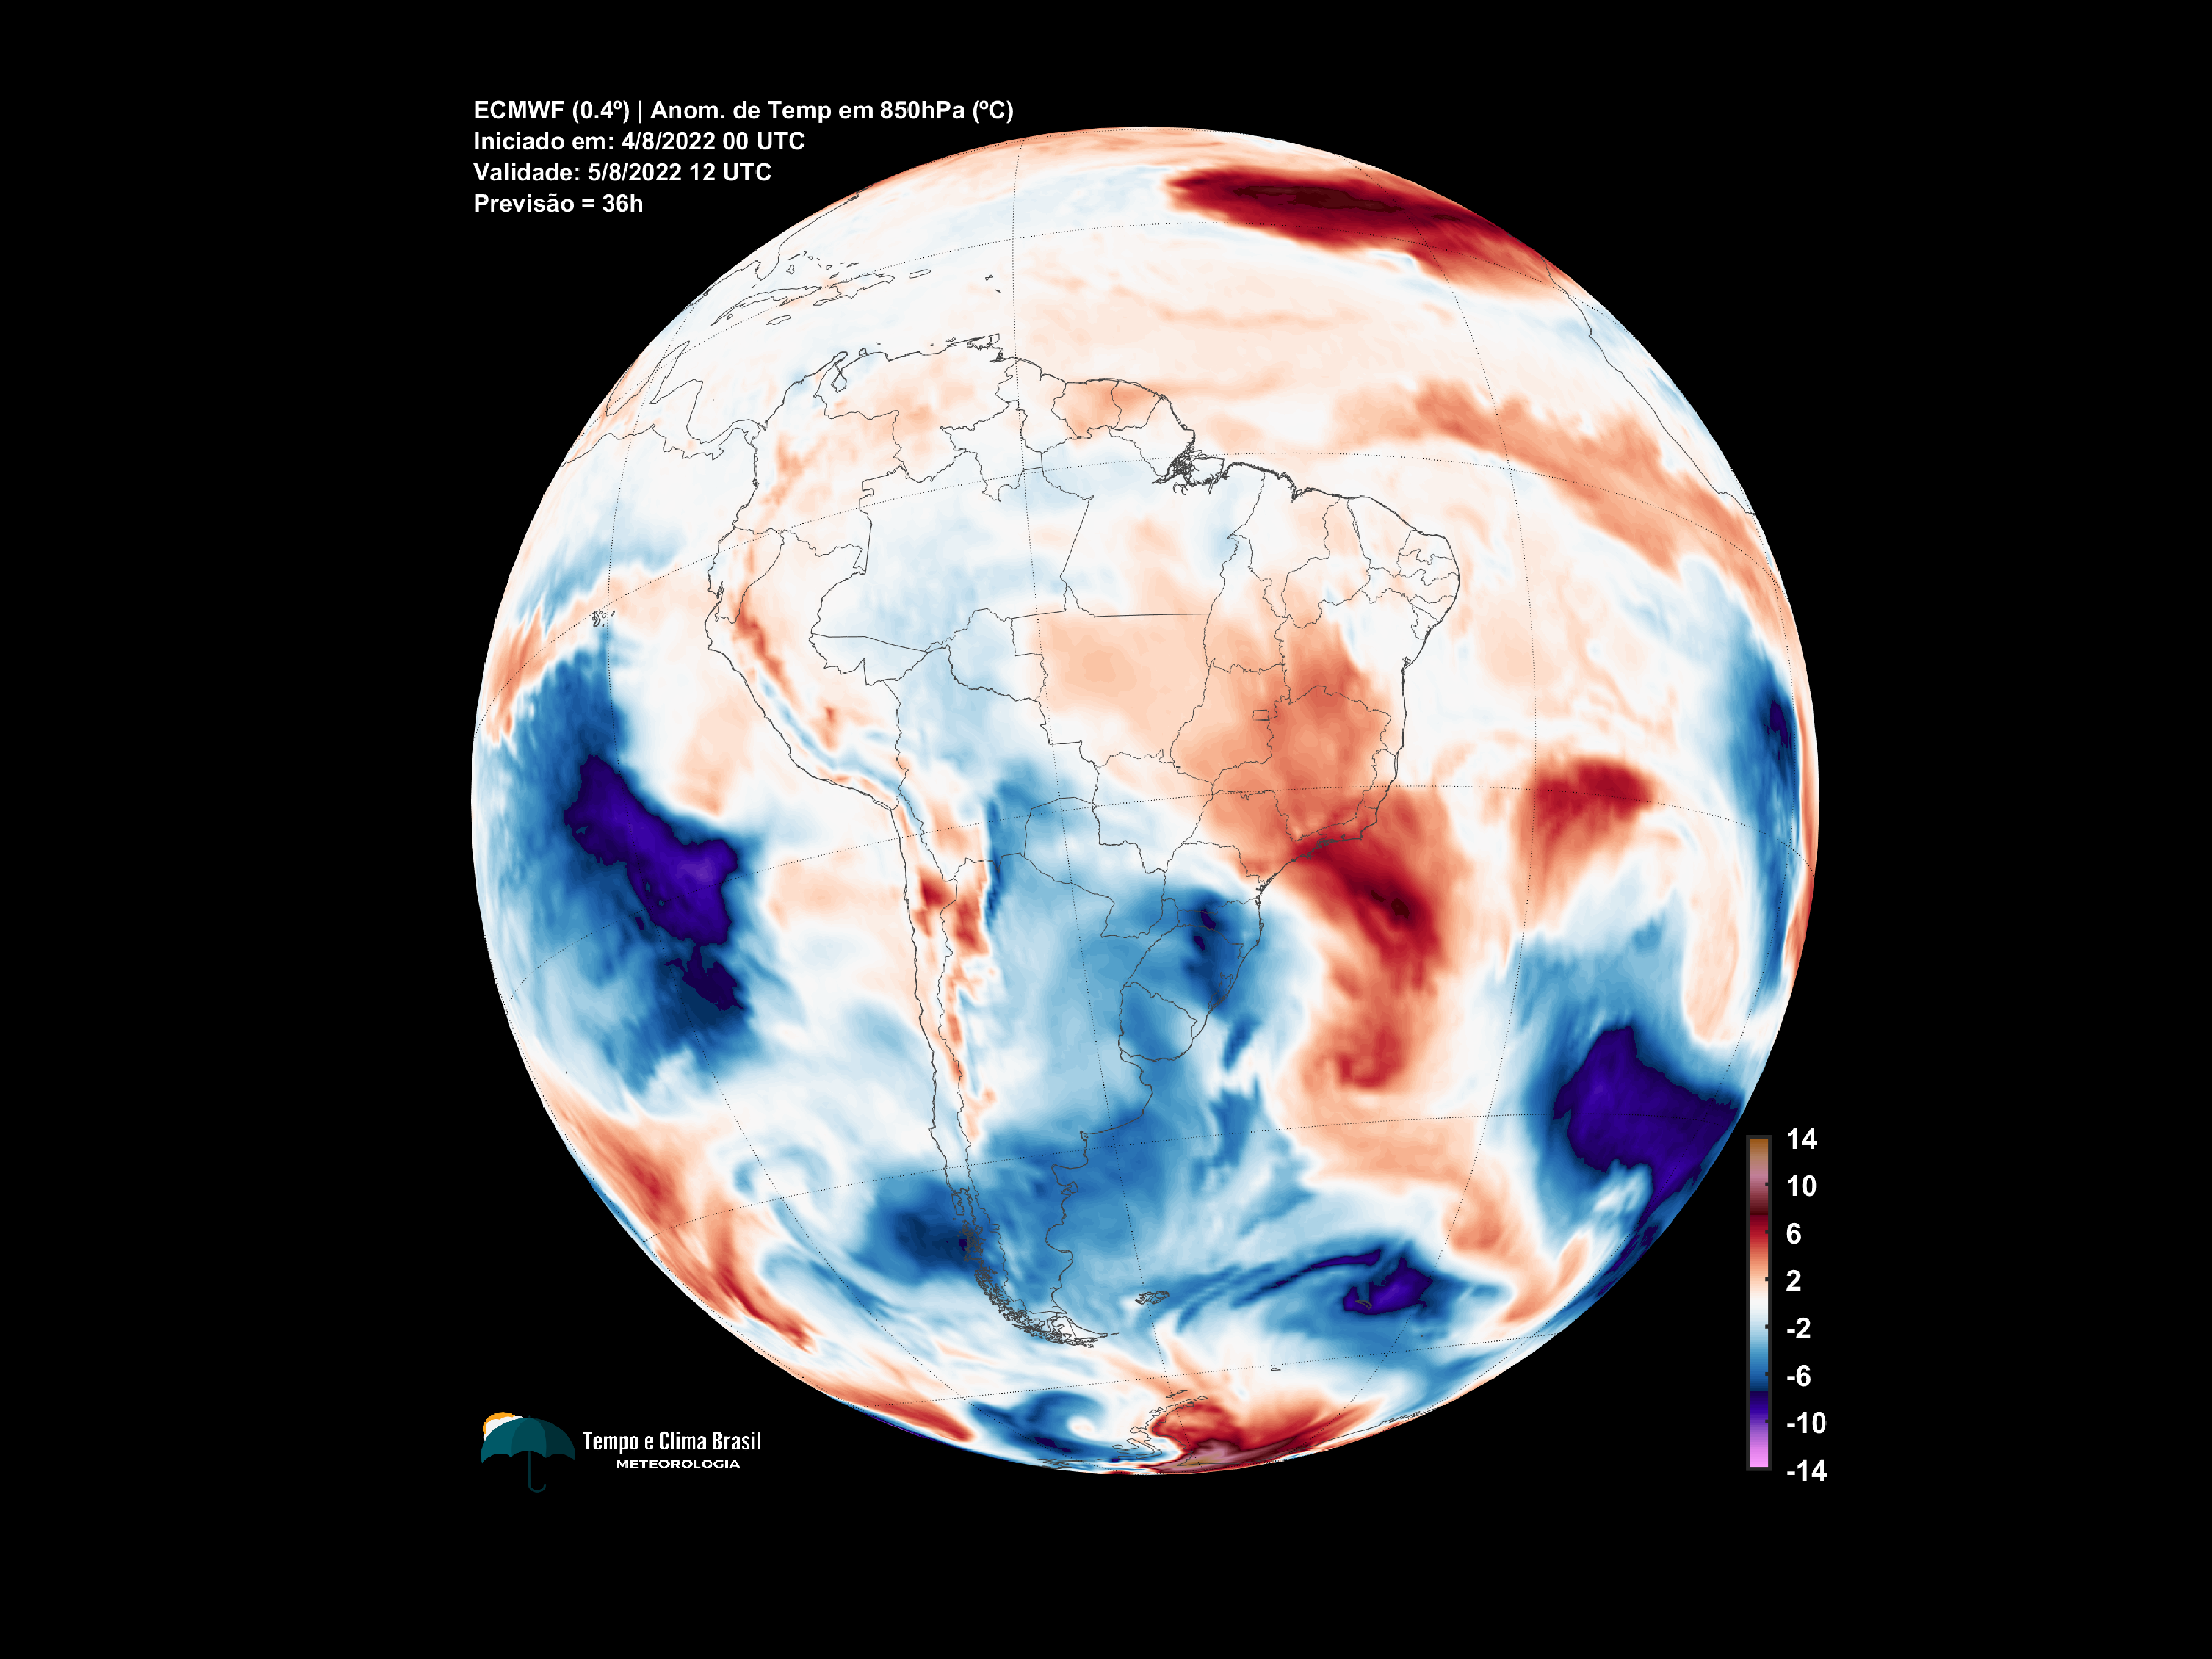 ECMWF (0.4º) | Anom. de Temp em 850hPa (ºC)
Iniciado em: 4/8/2022 00 UTC
Validade: 5/8/2022 12 UTC
Previsão = 36h
14
10
6
2
-2
-6
-10
-14
Tempo e Clima Brasil
METEOROLOGIA